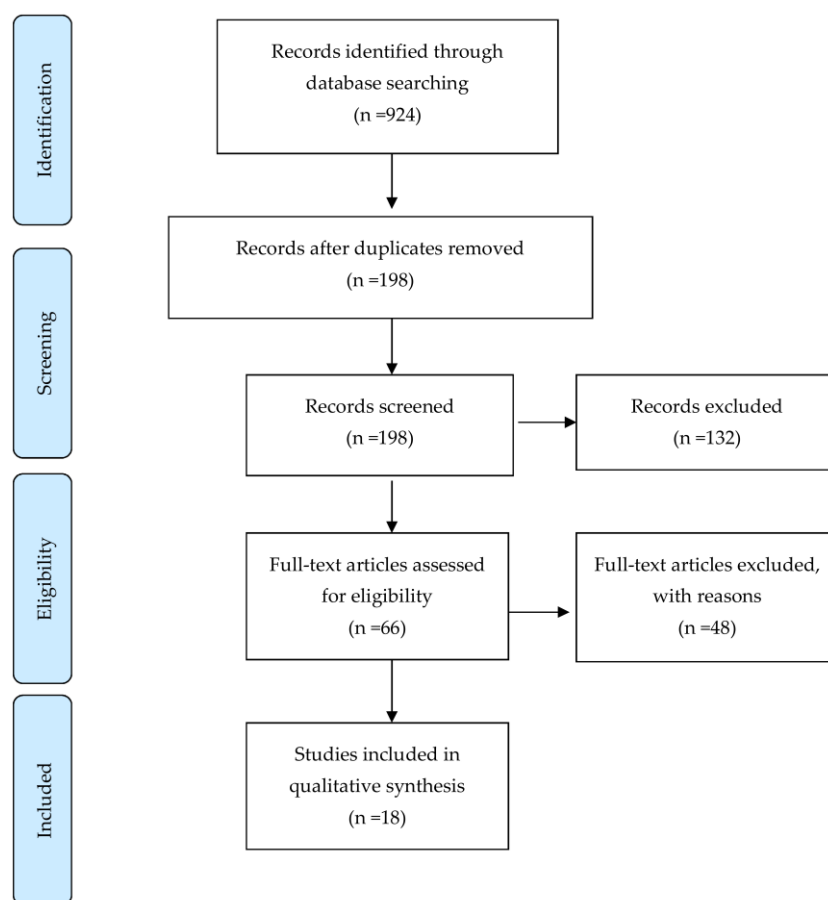 Identification
Records identified through
database searching
(n =924)
Records after duplicates removed
(n =198)
Screening
Records screened
(n =198)
Records excluded
(n =132)
Eligibility
Full-text articles assessed
for eligibility
(n =66)
Full-text articles excluded,
with reasons
(n =48)
Included
Studies included in
qualitative synthesis
(n =18)